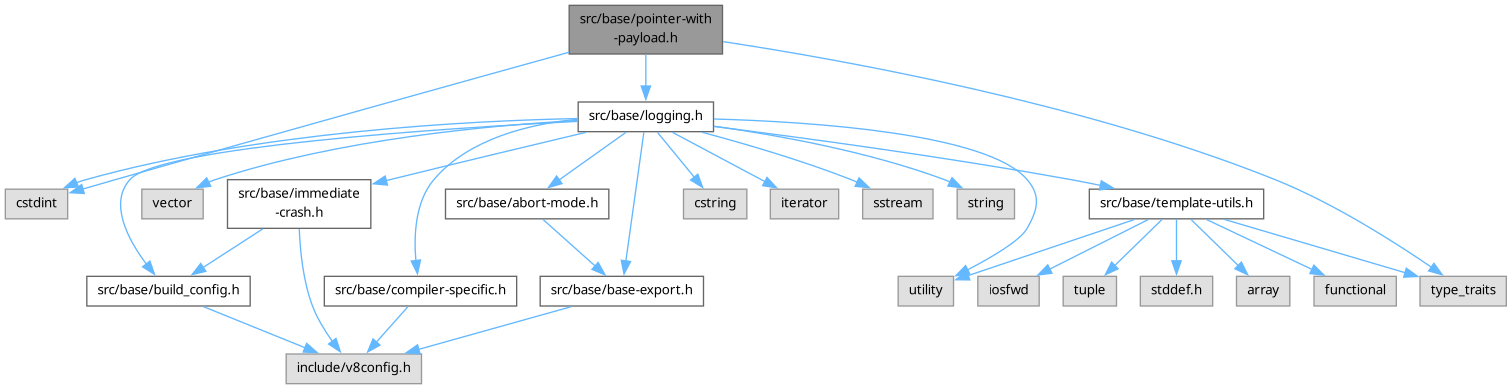 src/base/pointer-with
-payload.h
src/base/logging.h
cstdint
vector
src/base/immediate
-crash.h
src/base/abort-mode.h
cstring
iterator
sstream
string
src/base/template-utils.h
src/base/build_config.h
src/base/compiler-specific.h
src/base/base-export.h
utility
iosfwd
tuple
stddef.h
array
functional
type_traits
include/v8config.h